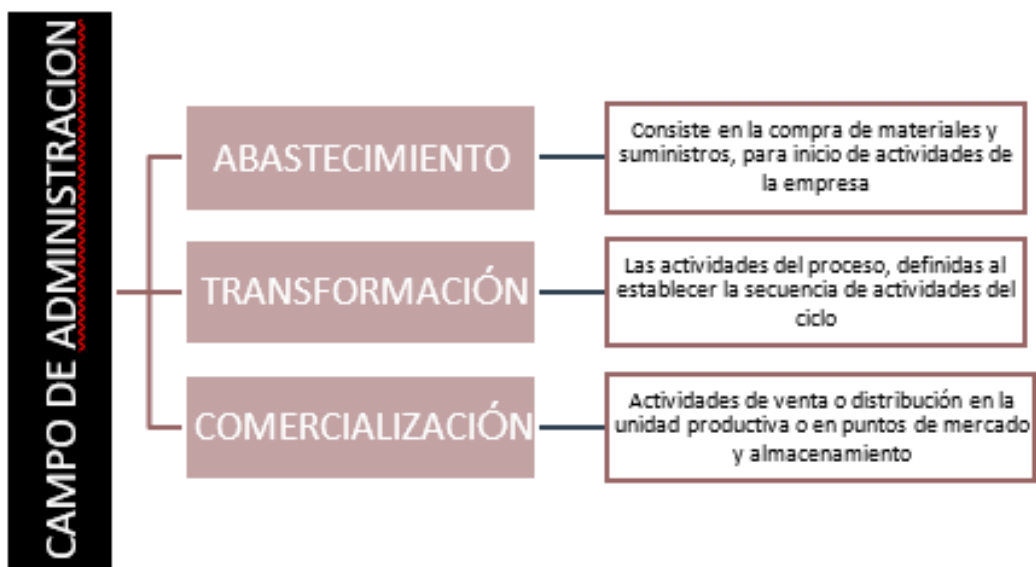 CAMPO DE ADMINISTRACION
ABASTECIMIENTO
Consiste en la compra de materiales y
suministros, para inicio de actividades de
la empresa
TRANSFORMACIÓN
Las actividades del proceso, definidas al
establecer la secuencia de actividades del
ciclo
COMERCIALIZACIÓN
Actividades de venta o distribución en la
unidad productiva o en puntos de mercado
y almacenamiento